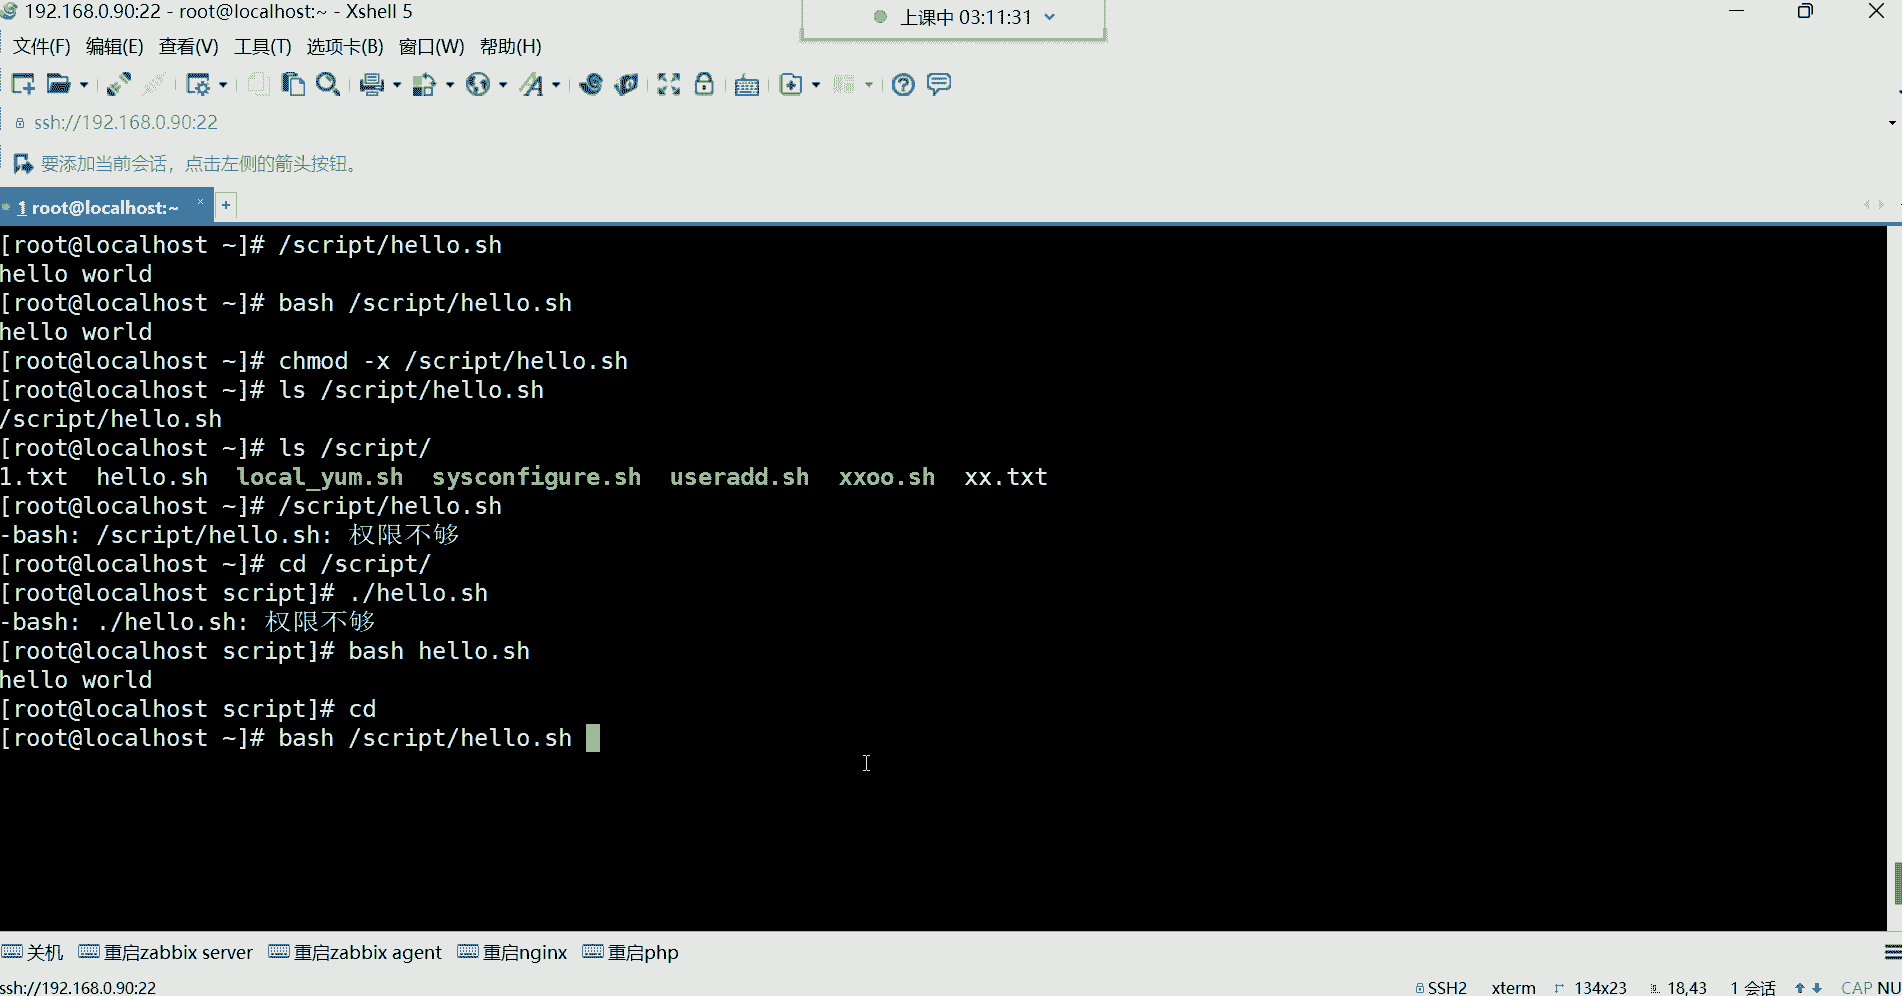 192.168.0.90:22 - root@localhost:~ - Xshell 5
上课中 03:11:31
文件(F) 编辑(E) 查看(V) 工具(T) 选项卡(B) 窗口(W) 帮助(H)
ssh://192.168.0.90:22
要添加当前会话，点击左侧的箭头按钮。
1 root@localhost:~ × +
[root@localhost ~]# /script/hello.sh
hello world
[root@localhost ~]# bash /script/hello.sh
hello world
[root@localhost ~]# chmod -x /script/hello.sh
[root@localhost ~]# ls /script/hello.sh
/script/hello.sh
[root@localhost ~]# ls /script/
1.txt  hello.sh  local_yum.sh  sysconfigure.sh  useradd.sh  xxoo.sh  xx.txt
[root@localhost ~]# /script/hello.sh
-bash: /script/hello.sh: 权限不够
[root@localhost ~]# cd /script/
[root@localhost script]# ./hello.sh
-bash: ./hello.sh: 权限不够
[root@localhost script]# bash hello.sh
hello world
[root@localhost script]# cd
[root@localhost ~]# bash /script/hello.sh
关机 重启zabbix server 重启zabbix agent 重启nginx 重启php
ssh://192.168.0.90:22 SSH2 xterm 134x23 18,43 1 会话 CAP NU